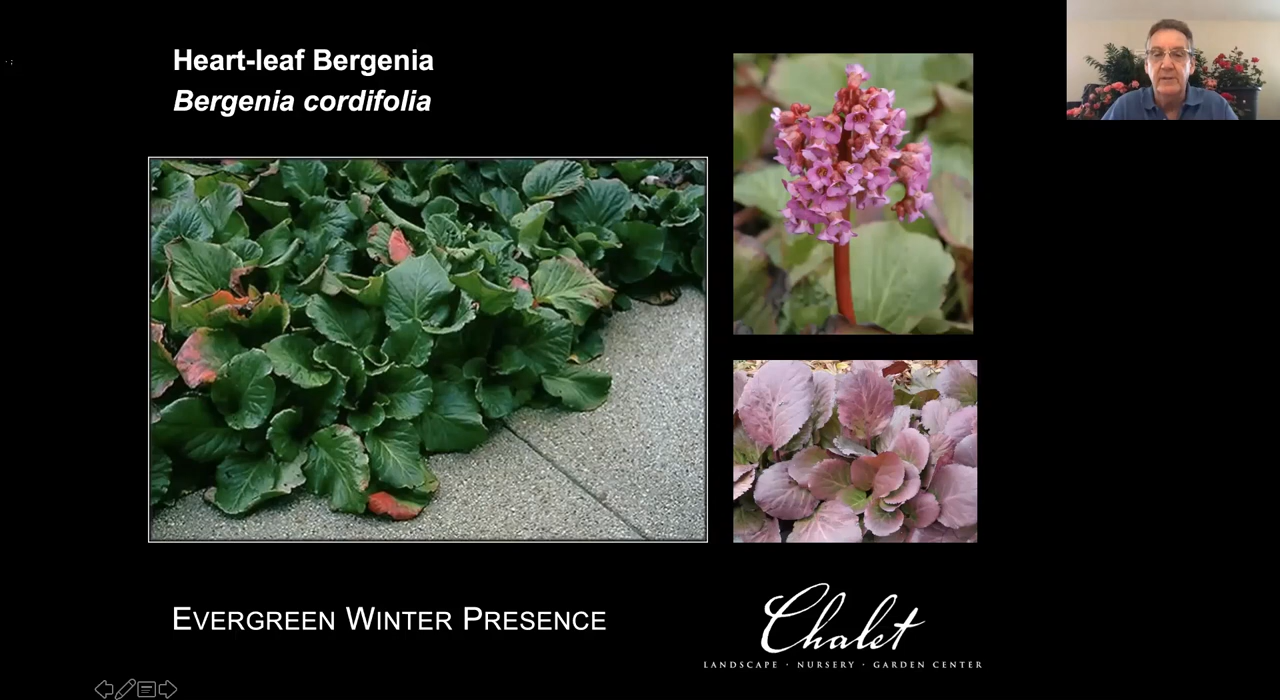 Heart-leaf Bergenia
Bergenia cordifolia
EVERGREEN WINTER PRESENCE
Chalet
LANDSCAPE · NURSERY · GARDEN CENTER